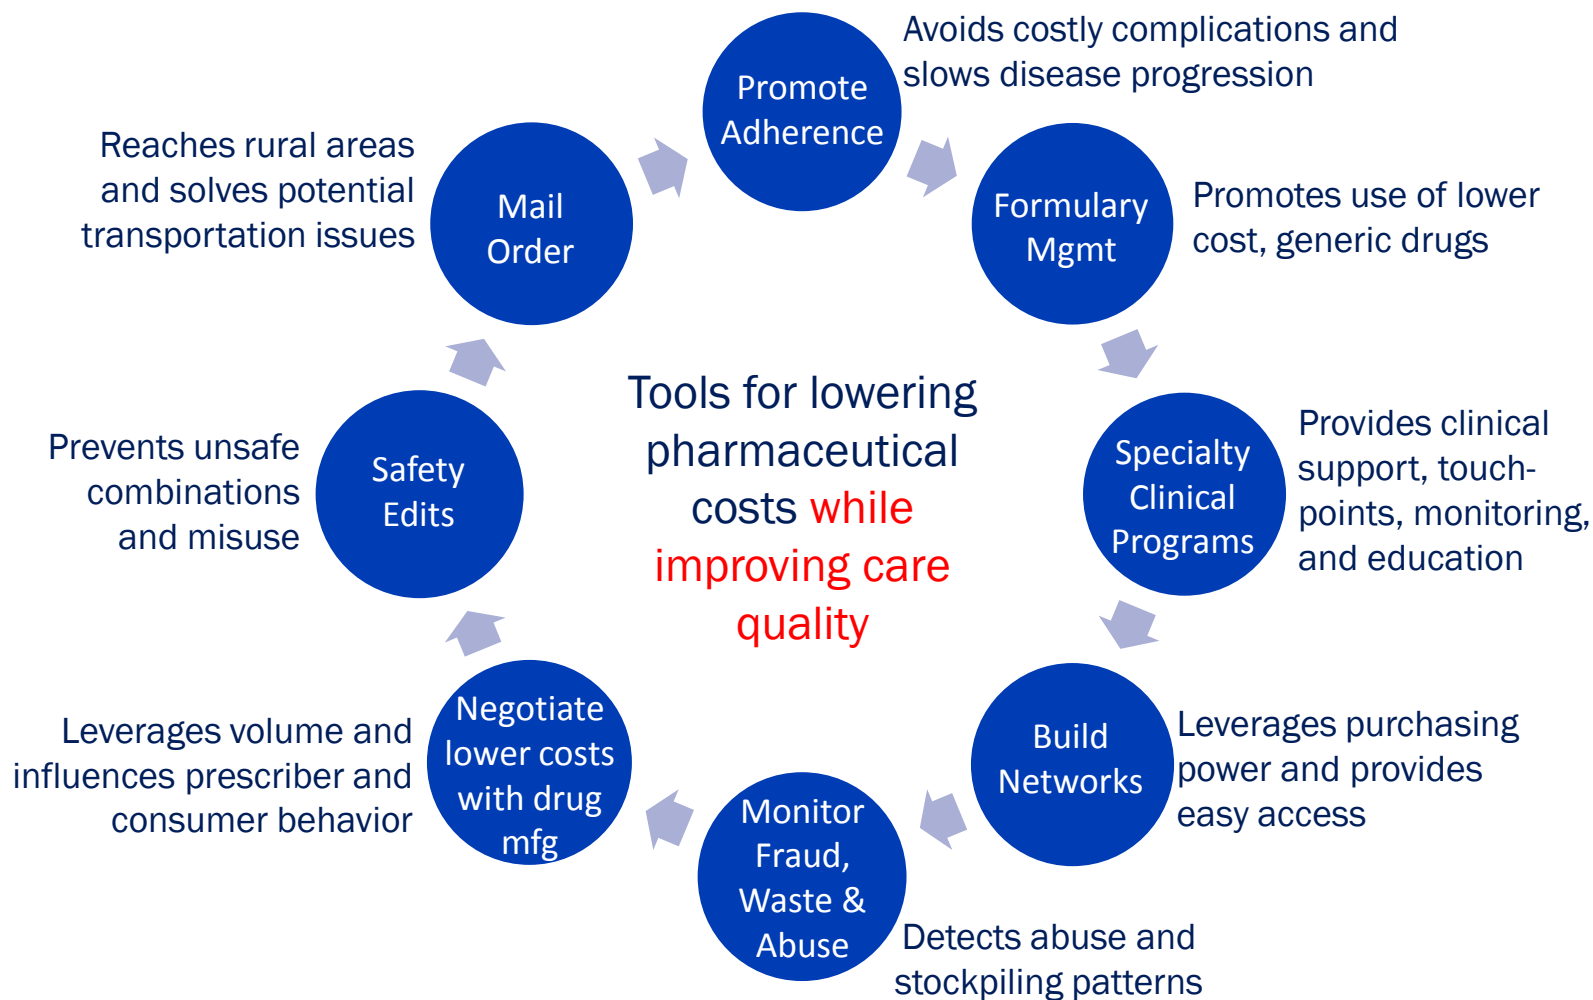 Promote
Adherence
Avoids costly complications and
slows disease progression
Formulary
Mgmt
Promotes use of lower
cost, generic drugs
Specialty
Clinical
Programs
Provides clinical
support, touch-
points, monitoring,
and education
Build
Networks
Leverages purchasing
power and provides
easy access
Monitor
Fraud,
Waste &
Abuse
Detects abuse and
stockpiling patterns
Negotiate
lower costs
with drug
mfg
Leverages volume and
influences prescriber and
consumer behavior
Safety
Edits
Prevents unsafe
combinations
and misuse
Mail
Order
Reaches rural areas
and solves potential
transportation issues
Tools for lowering
pharmaceutical
costs while
improving care
quality